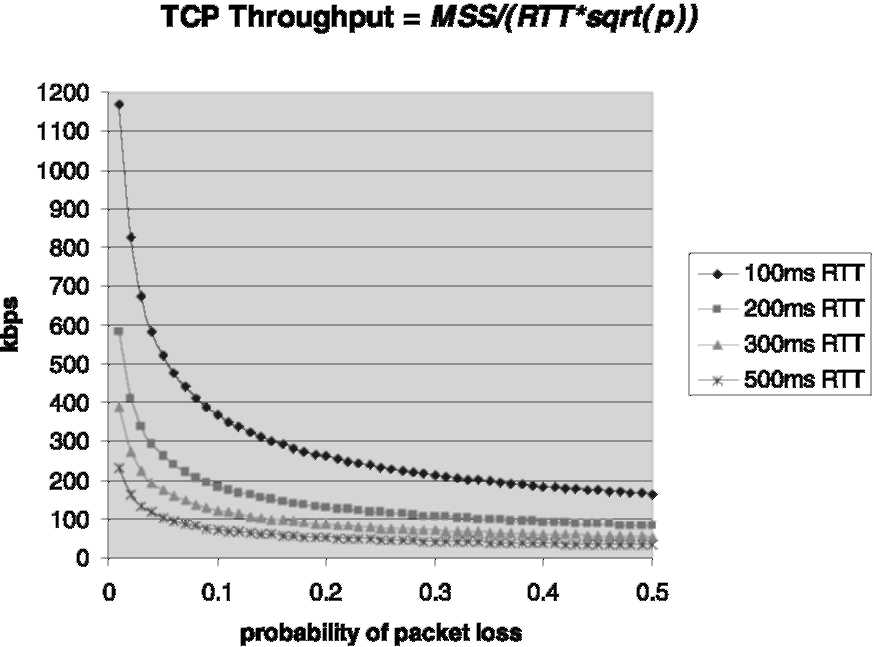 TCP Throughput = MSS/(RTT*sqrt(p))
1200
1100
1000
900
800
700
600
500
400
300
200
100
0
kbps
0 0.1 0.2 0.3 0.4 0.5
probability of packet loss
100ms RTT
200ms RTT
300ms RTT
500ms RTT